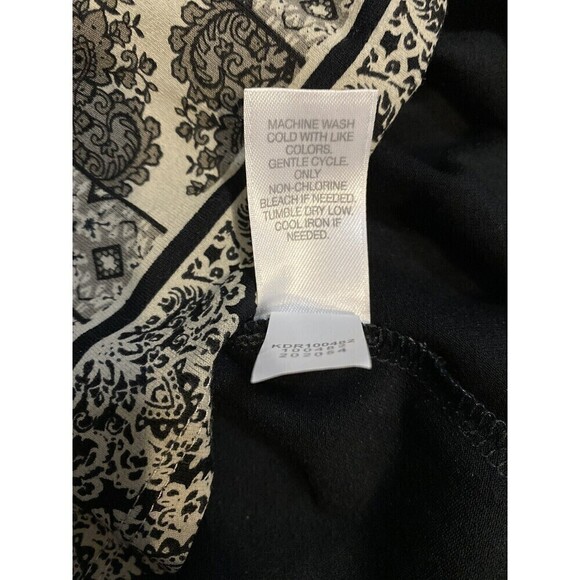 MACHINE WASH
COLD WITH LIKE
COLORS.
GENTLE CYCLE.
ONLY
NON-CHLORINE
BLEACH IF NEEDED.
TUMBLE DRY LOW.
COOL IRON IF
NEEDED.
KDR100482
100482
202084